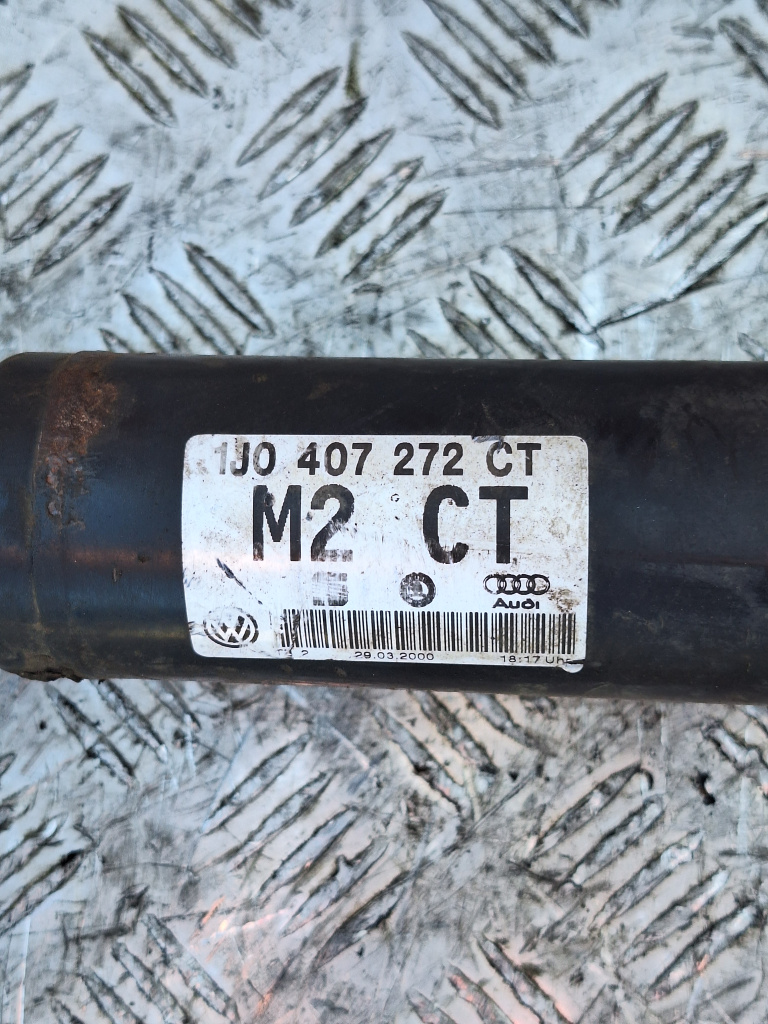 1J0 407 272 CT
M2 CT
Audi
29.03.2000 18:17 Uhr